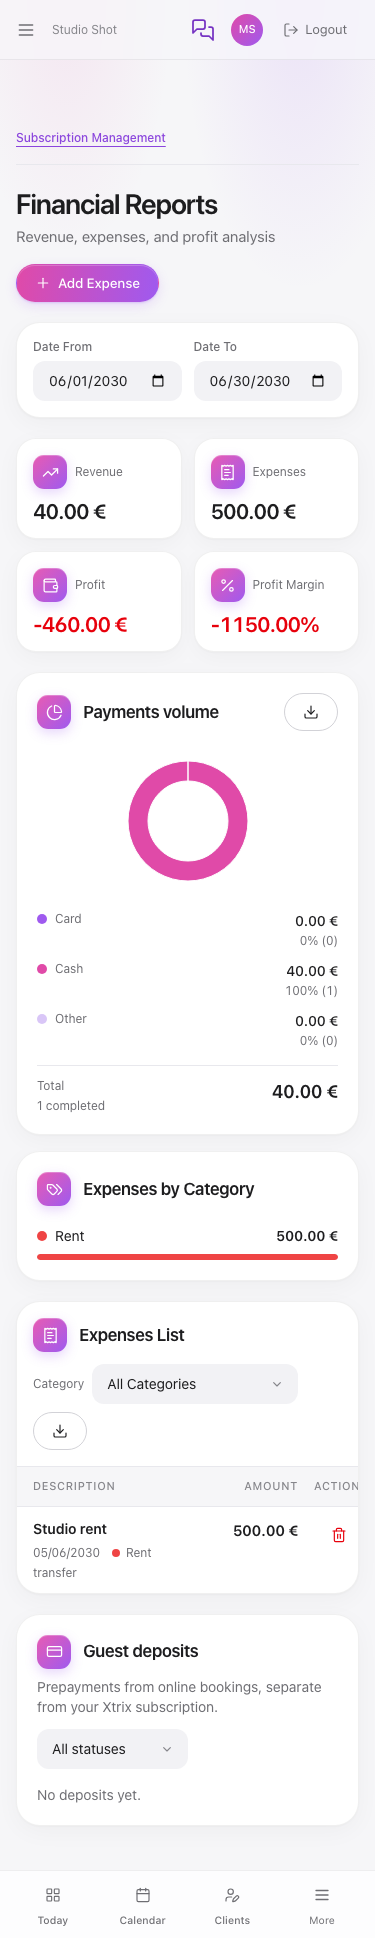 Studio Shot
MS
Logout
Subscription Management
Financial Reports
Revenue, expenses, and profit analysis
+ Add Expense
Date From
Date To
06/01/2030
06/30/2030
Revenue
Expenses
40.00 €
500.00 €
Profit
Profit Margin
-460.00 €
-1150.00%
Payments volume
Card
0.00 €
0% (0)
Cash
40.00 €
100% (1)
Other
0.00 €
0% (0)
Total
40.00 €
1 completed
Expenses by Category
Rent
500.00 €
Expenses List
Category
All Categories
DESCRIPTION
AMOUNT
ACTION
Studio rent
500.00 €
05/06/2030
Rent
transfer
Guest deposits
Prepayments from online bookings, separate
from your Xtrix subscription.
All statuses
No deposits yet.
Today
Calendar
Clients
More